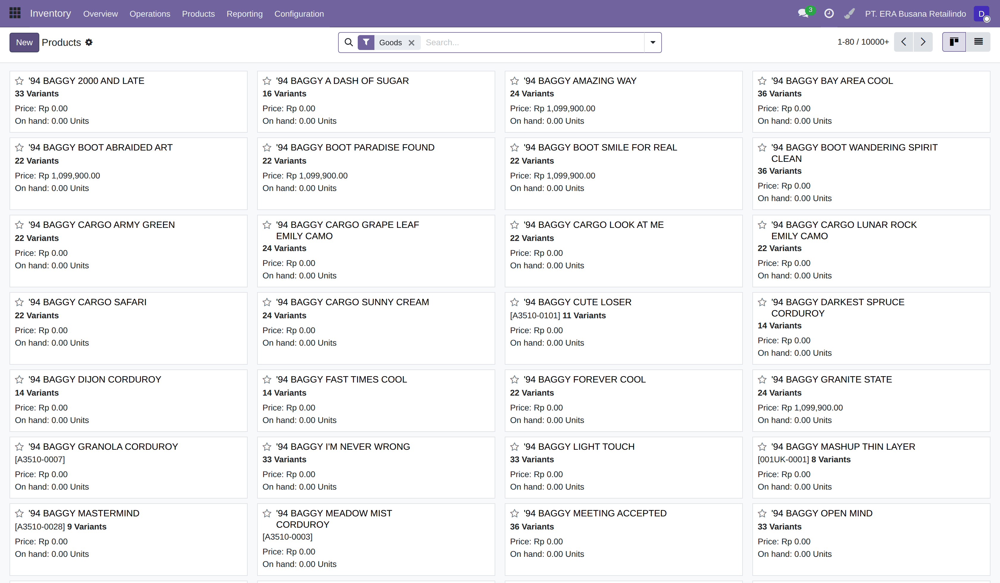 Inventory Overview Operations Products Reporting Configuration 3 PT. ERA Busana Retailindo D
New Products Goods Search... 1-80 / 10000+
'94 BAGGY 2000 AND LATE
33 Variants
Price: Rp 0.00
On hand: 0.00 Units
'94 BAGGY A DASH OF SUGAR
16 Variants
Price: Rp 0.00
On hand: 0.00 Units
'94 BAGGY AMAZING WAY
24 Variants
Price: Rp 1,099,900.00
On hand: 0.00 Units
'94 BAGGY BAY AREA COOL
36 Variants
Price: Rp 0.00
On hand: 0.00 Units
'94 BAGGY BOOT ABRAIDED ART
22 Variants
Price: Rp 1,099,900.00
On hand: 0.00 Units
'94 BAGGY BOOT PARADISE FOUND
22 Variants
Price: Rp 1,099,900.00
On hand: 0.00 Units
'94 BAGGY BOOT SMILE FOR REAL
22 Variants
Price: Rp 1,099,900.00
On hand: 0.00 Units
'94 BAGGY BOOT WANDERING SPIRIT
CLEAN
36 Variants
Price: Rp 0.00
On hand: 0.00 Units
'94 BAGGY CARGO ARMY GREEN
22 Variants
Price: Rp 0.00
On hand: 0.00 Units
'94 BAGGY CARGO GRAPE LEAF
EMILY CAMO
24 Variants
Price: Rp 0.00
On hand: 0.00 Units
'94 BAGGY CARGO LOOK AT ME
22 Variants
Price: Rp 0.00
On hand: 0.00 Units
'94 BAGGY CARGO LUNAR ROCK
EMILY CAMO
22 Variants
Price: Rp 0.00
On hand: 0.00 Units
'94 BAGGY CARGO SAFARI
22 Variants
Price: Rp 0.00
On hand: 0.00 Units
'94 BAGGY CARGO SUNNY CREAM
24 Variants
Price: Rp 0.00
On hand: 0.00 Units
'94 BAGGY CUTE LOSER
[A3510-0101] 11 Variants
Price: Rp 0.00
On hand: 0.00 Units
'94 BAGGY DARKEST SPRUCE
CORDUROY
14 Variants
Price: Rp 0.00
On hand: 0.00 Units
'94 BAGGY DIJON CORDUROY
14 Variants
Price: Rp 0.00
On hand: 0.00 Units
'94 BAGGY FAST TIMES COOL
14 Variants
Price: Rp 0.00
On hand: 0.00 Units
'94 BAGGY FOREVER COOL
22 Variants
Price: Rp 0.00
On hand: 0.00 Units
'94 BAGGY GRANITE STATE
24 Variants
Price: Rp 1,099,900.00
On hand: 0.00 Units
'94 BAGGY GRANOLA CORDUROY
[A3510-0007]
Price: Rp 0.00
On hand: 0.00 Units
'94 BAGGY I'M NEVER WRONG
33 Variants
Price: Rp 0.00
On hand: 0.00 Units
'94 BAGGY LIGHT TOUCH
33 Variants
Price: Rp 0.00
On hand: 0.00 Units
'94 BAGGY MASHUP THIN LAYER
[001UK-0001] 8 Variants
Price: Rp 0.00
On hand: 0.00 Units
'94 BAGGY MASTERMIND
[A3510-0028] 9 Variants
Price: Rp 0.00
On hand: 0.00 Units
'94 BAGGY MEADOW MIST
CORDUROY
[A3510-0003]
Price: Rp 0.00
On hand: 0.00 Units
'94 BAGGY MEETING ACCEPTED
36 Variants
Price: Rp 0.00
On hand: 0.00 Units
'94 BAGGY OPEN MIND
33 Variants
Price: Rp 0.00
On hand: 0.00 Units